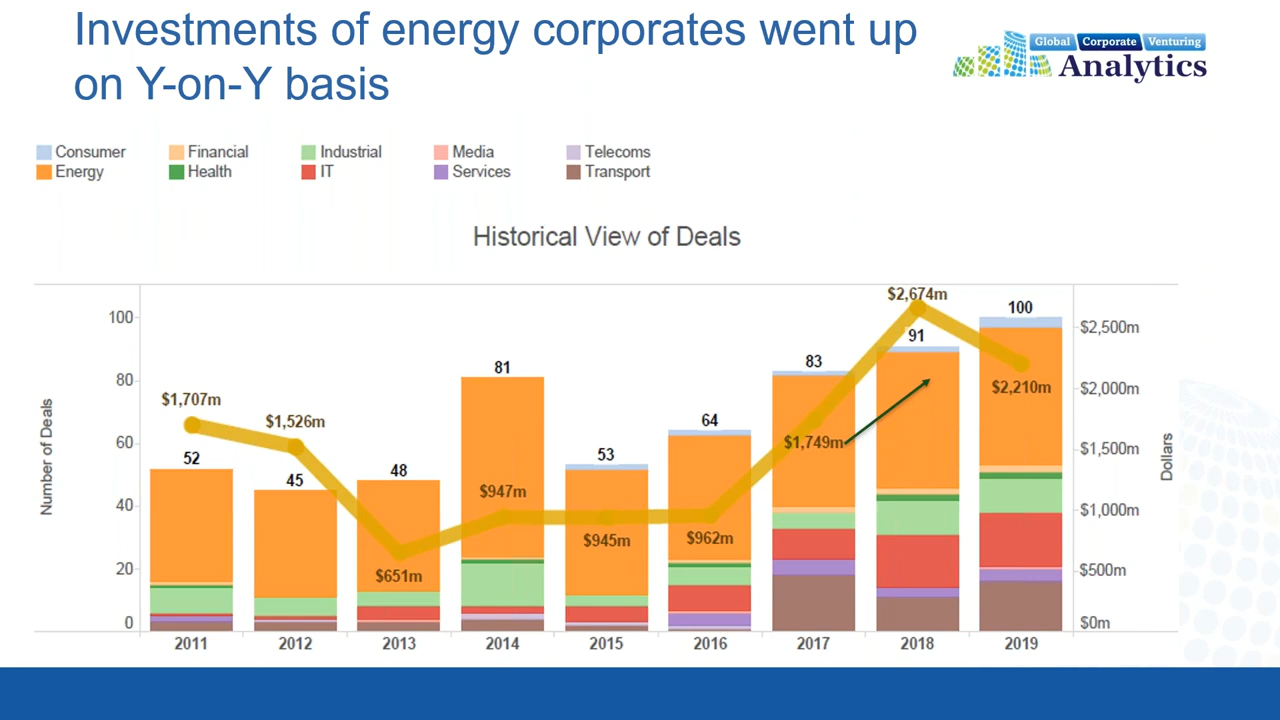 Investments of energy corporates went up
on Y-on-Y basis
Global Corporate Venturing
Analytics
Consumer Financial Industrial Media Telecoms
Energy Health IT Services Transport
Historical View of Deals
Number of Deals
100
80
60
40
20
0
$1,707m
52
$1,526m
45
48
$651m
81
$947m
53
$945m
64
$962m
83
$1,749m
$2,674m
91
100
$2,210m
$2,500m
$2,000m
$1,500m
$1,000m
$500m
$0m
Dollars
2011 2012 2013 2014 2015 2016 2017 2018 2019